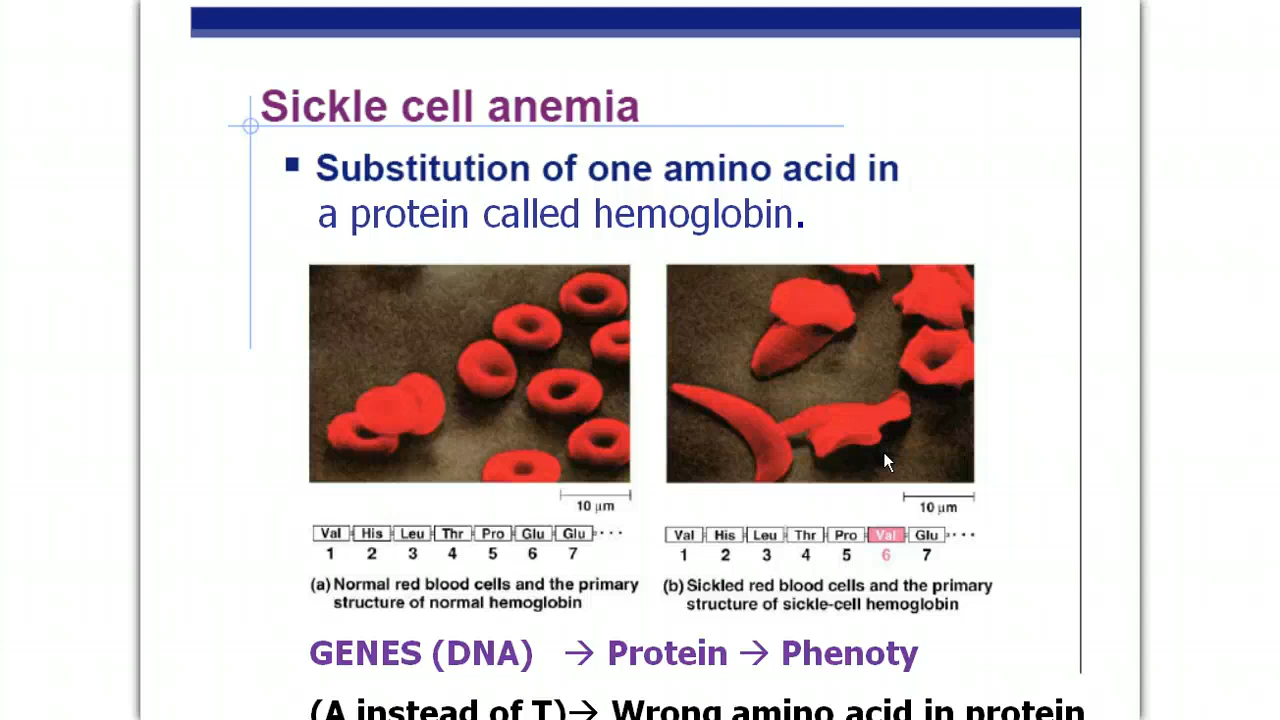 Sickle cell anemia
▪ Substitution of one amino acid in
a protein called hemoglobin.
10 µm
10 µm
Val His Leu Thr Pro Glu Glu ····
1 2 3 4 5 6 7
Val His Leu Thr Pro Val Glu ····
1 2 3 4 5 6 7
(a) Normal red blood cells and the primary
structure of normal hemoglobin
(b) Sickled red blood cells and the primary
structure of sickle-cell hemoglobin
GENES (DNA) → Protein → Phenoty
(A instead of T)→ Wrong amino acid in protein